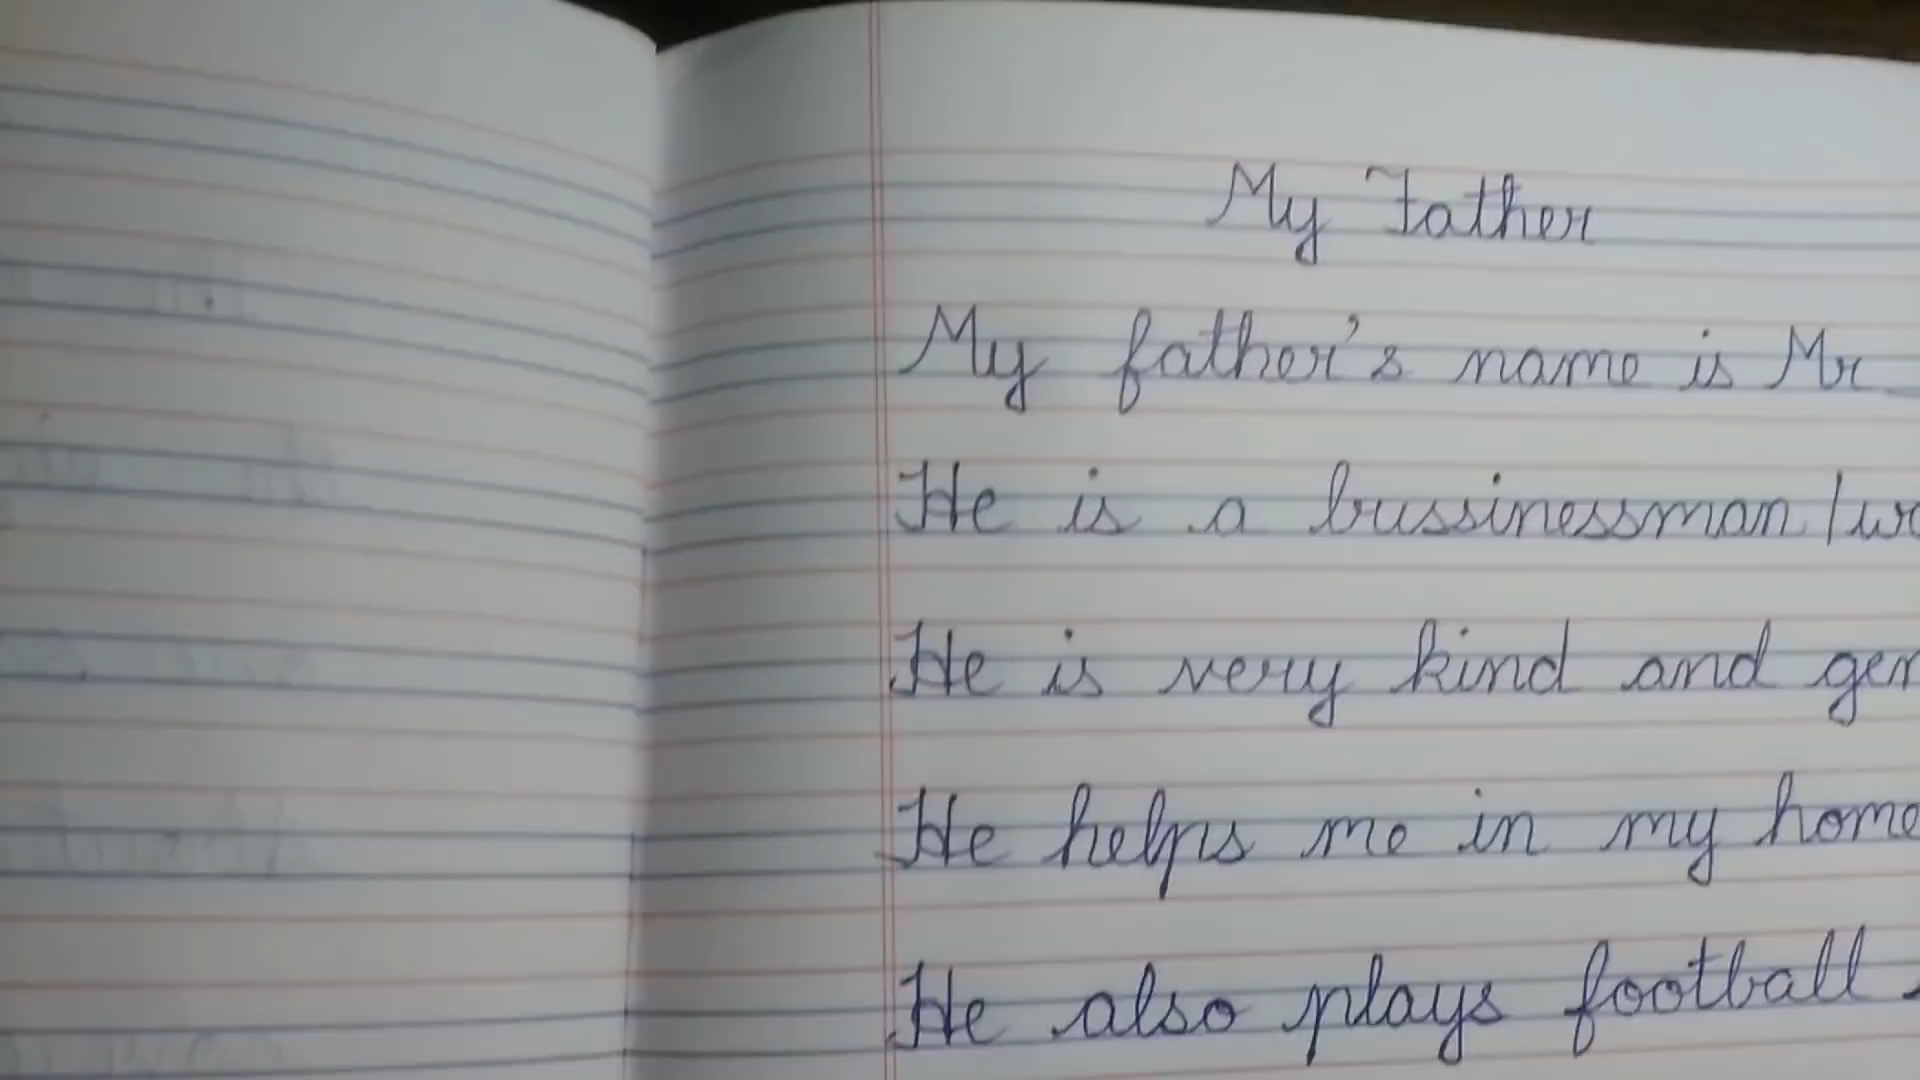 My Father
My father's name is Mr
He is a bussinessman /
He is very kind and
He helps me in my home
He also plays football